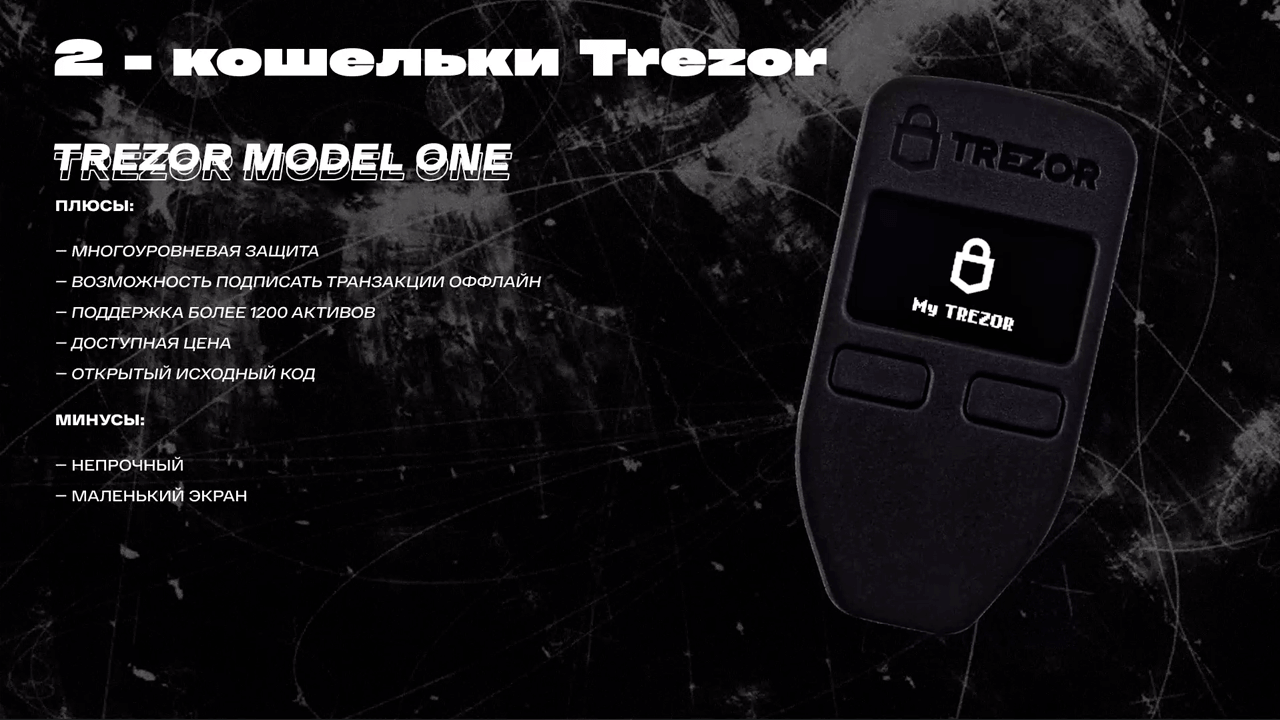 2 - кошельки Trezor
TREZOR MODEL ONE
ПЛЮСЫ:
– МНОГОУРОВНЕВАЯ ЗАЩИТА
– ВОЗМОЖНОСТЬ ПОДПИСАТЬ ТРАНЗАКЦИИ ОФФЛАЙН
– ПОДДЕРЖКА БОЛЕЕ 1200 АКТИВОВ
– ДОСТУПНАЯ ЦЕНА
– ОТКРЫТЫЙ ИСХОДНЫЙ КОД
МИНУСЫ:
– НЕПРОЧНЫЙ
– МАЛЕНЬКИЙ ЭКРАН
TREZOR
My TREZOR